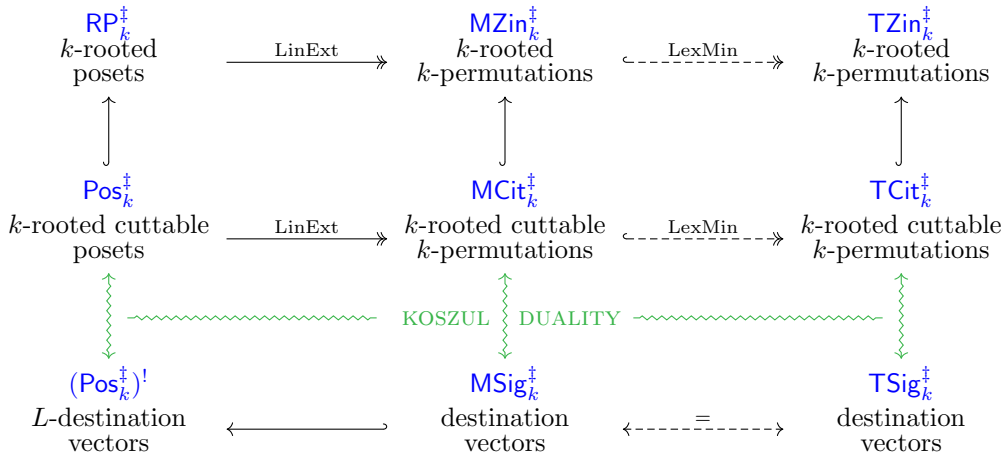 RP‡k MZin‡k TZin‡k
k-rooted k-rooted k-rooted
posets LinExt k-permutations LexMin k-permutations
Pos‡k MCit‡k TCit‡k
k-rooted cuttable k-rooted cuttable k-rooted cuttable
posets LinExt k-permutations LexMin k-permutations
KOSZUL DUALITY
(Pos‡k)! MSig‡k TSig‡k
L-destination destination destination
vectors vectors = vectors